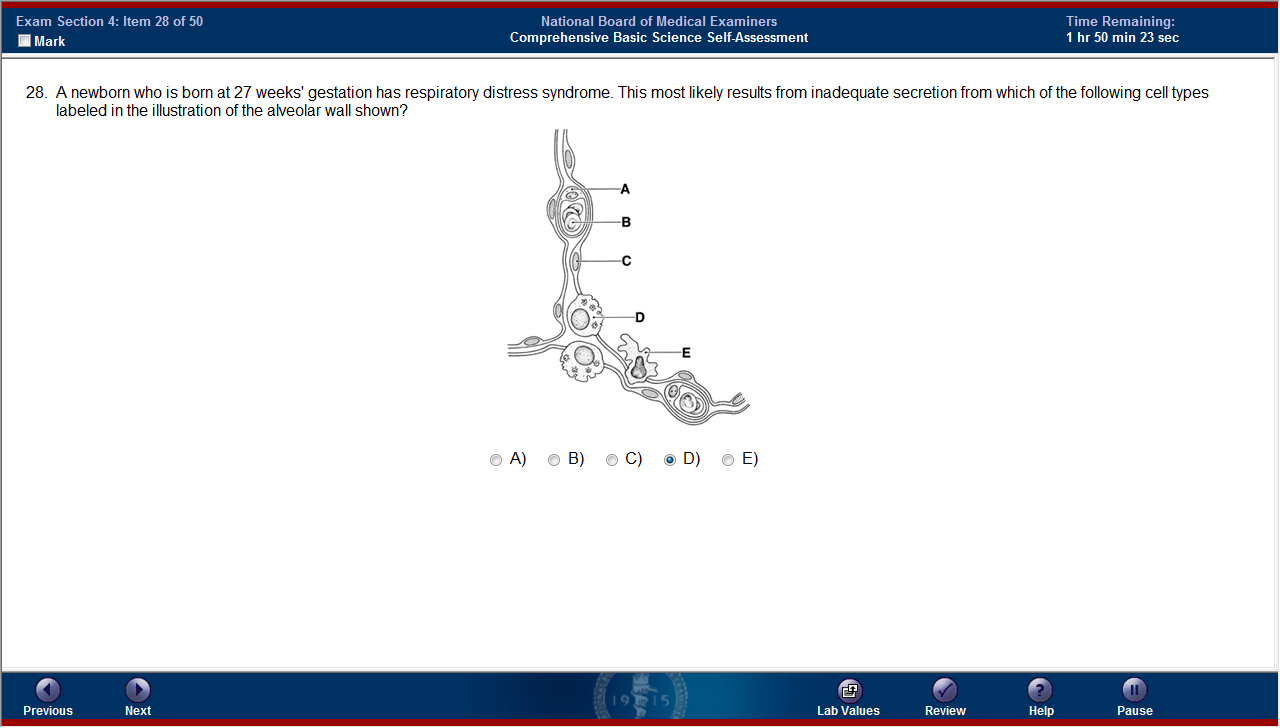 Exam Section 4: Item 28 of 50
National Board of Medical Examiners
Time Remaining:
Mark
Comprehensive Basic Science Self-Assessment
1 hr 50 min 23 sec
28. A newborn who is born at 27 weeks' gestation has respiratory distress syndrome. This most likely results from inadequate secretion from which of the following cell types
labeled in the illustration of the alveolar wall shown?
A
B
C
D
E
A) B) C) D) E)
1915
Previous Next Lab Values Review Help Pause